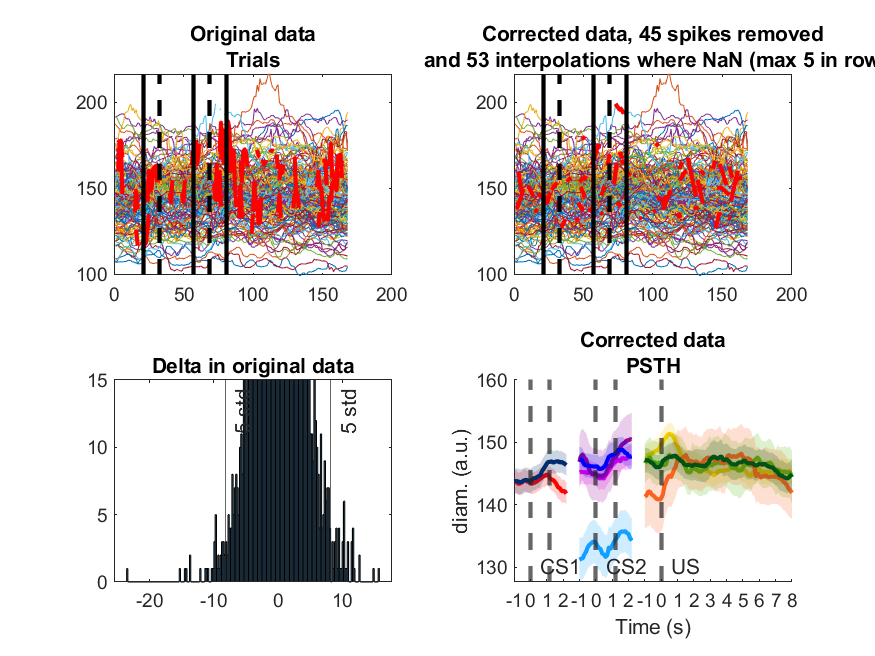 Original data
Trials
200
150
100
0
50
100
150
200
Corrected data, 45 spikes removed
and 53 interpolations where NaN (max 5 in row
200
150
100
0
50
100
150
200
Delta in original data
15
10
5
0
5 std
5 std
-20
-10
0
10
Corrected data
PSTH
160
150
140
130
diam. (a.u.)
CS1
CS2
US
-1 0 1 2 -1 0 1 2 -1 0 1 2 3 4 5 6 7 8
Time (s)